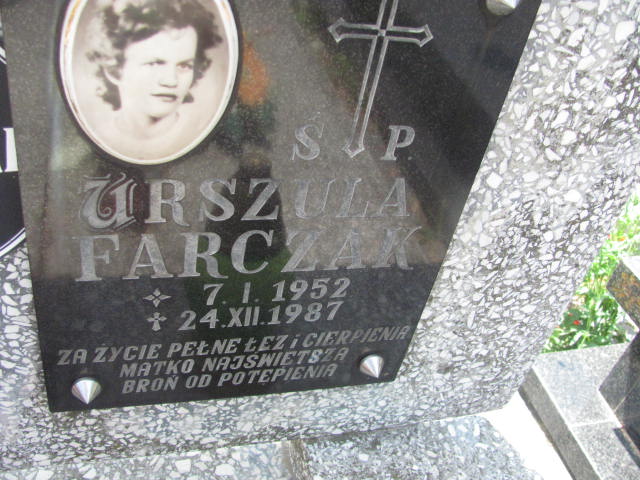 Ś P.
URSZULA
FARCZAK
7. I. 1952
24.XII.1987
ZA ŻYCIE PEŁNE ŁEZ i CIERPIENIA
MATKO NAJŚWIĘTSZA
BROŃ OD POTĘPIENIA